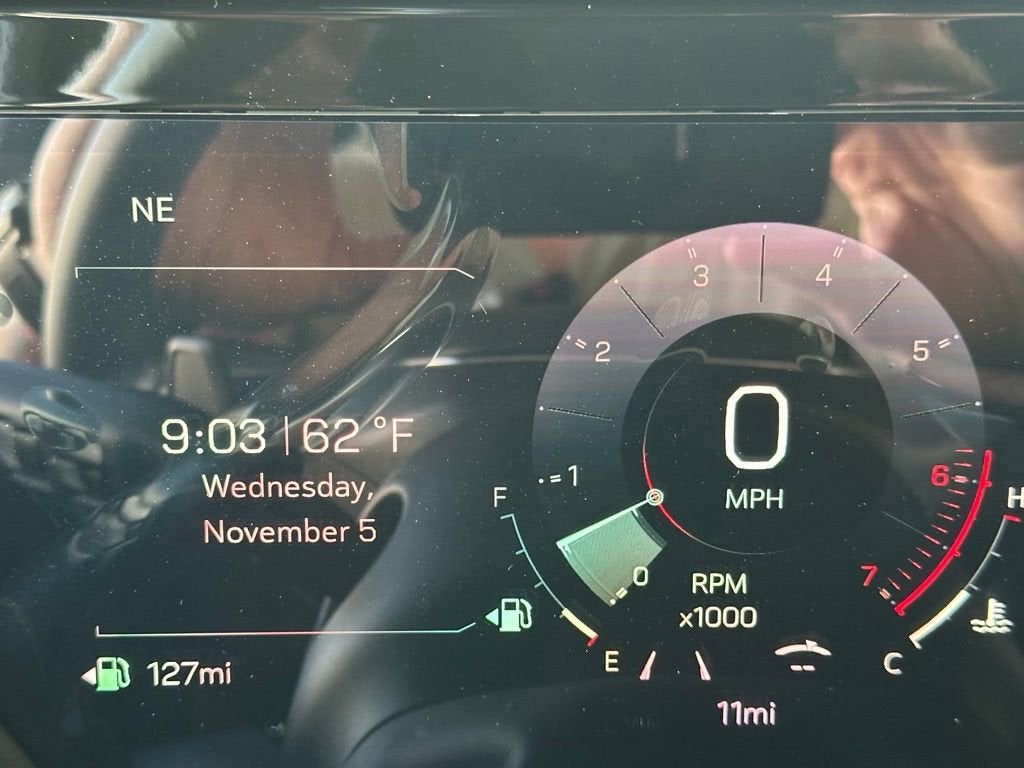 NE
9:03 | 62 °F
Wednesday,
November 5
127mi
0
1
2
3
4
5
6
7
0
MPH
RPM
x1000
F
E
H
C
--
11mi